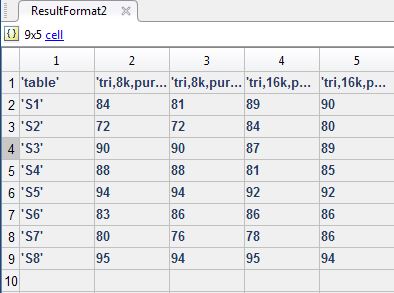 ResultFormat2
{} 9x5 cell
1 2 3 4 5
1 'table' 'tri,8k,pur... 'tri,8k,pur... 'tri,16k,p... 'tri,16k,p...
2 'S1' 84 81 89 90
3 'S2' 72 72 84 80
4 'S3' 90 90 87 89
5 'S4' 88 88 81 85
6 'S5' 94 94 92 92
7 'S6' 83 86 86 86
8 'S7' 80 76 78 86
9 'S8' 95 94 95 94
10